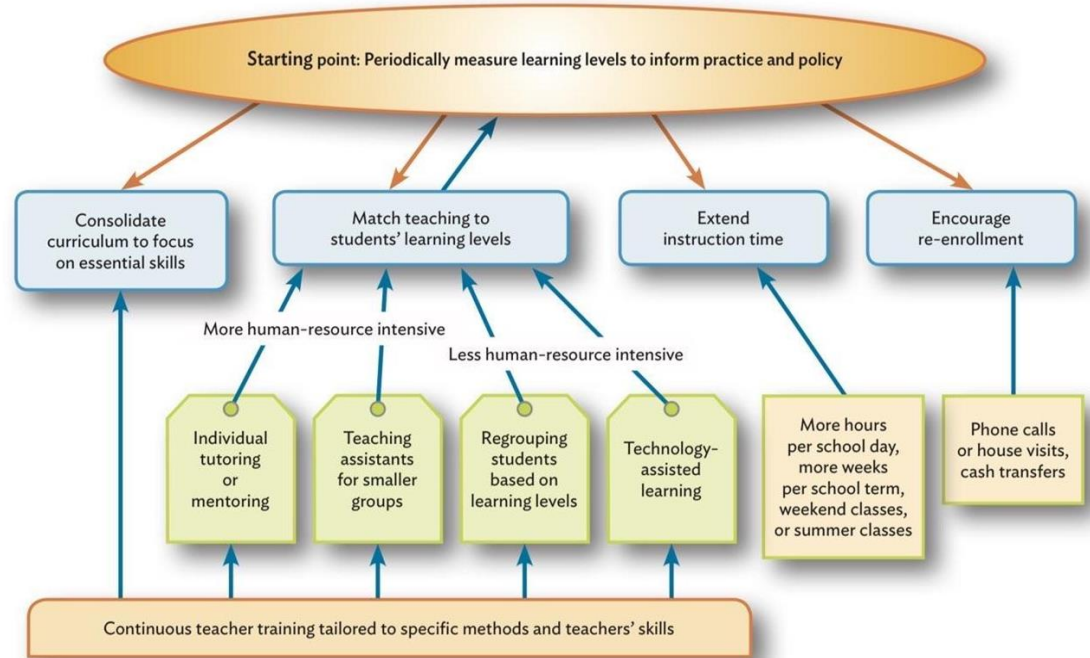 Starting point: Periodically measure learning levels to inform practice and policy
Consolidate
curriculum to focus
on essential skills
Match teaching to
students’ learning levels
Extend
instruction time
Encourage
re-enrollment
More human-resource intensive
Less human-resource intensive
Individual
tutoring
or
mentoring
Teaching
assistants
for smaller
groups
Regrouping
students
based on
learning levels
Technology-
assisted
learning
More hours
per school day,
more weeks
per school term,
weekend classes,
or summer classes
Phone calls
or house visits,
cash transfers
Continuous teacher training tailored to specific methods and teachers’ skills